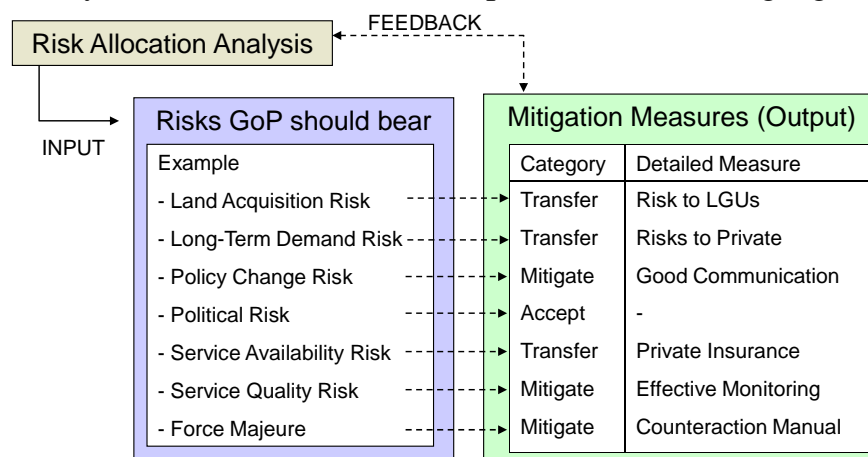 FEEDBACK
Risk Allocation Analysis
INPUT
Risks GoP should bear
Example
- Land Acquisition Risk
- Long-Term Demand Risk
- Policy Change Risk
- Political Risk
- Service Availability Risk
- Service Quality Risk
- Force Majeure
Mitigation Measures (Output)
Category Detailed Measure
Transfer Risk to LGUs
Transfer Risks to Private
Mitigate Good Communication
Accept -
Transfer Private Insurance
Mitigate Effective Monitoring
Mitigate Counteraction Manual